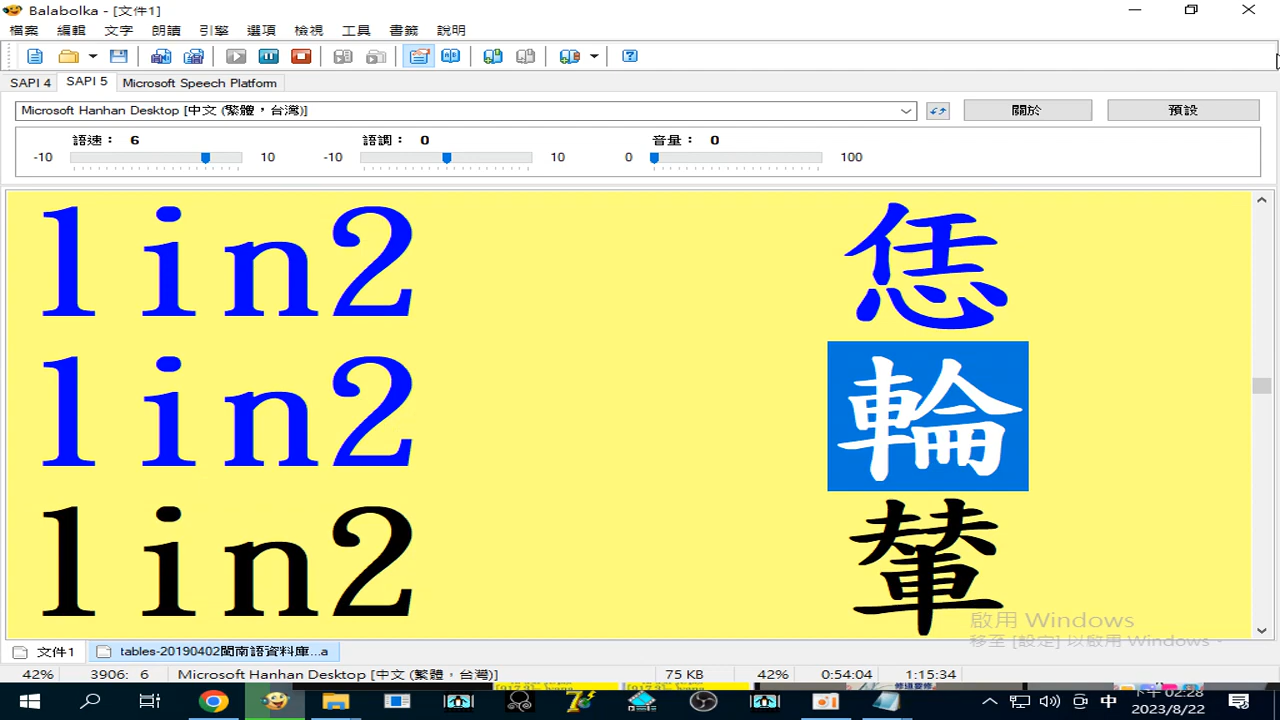 Balabolka - [文件1]
檔案 編輯 文字 朗讀 引擎 選項 檢視 工具 書籤 說明
SAPI 4 SAPI 5 Microsoft Speech Platform
Microsoft Hanhan Desktop [中文 (繁體，台灣)] 關於 預設
語速： 6 語調： 0 音量： 0
-10 10 -10 10 0 100
lin2 恁
lin2 輪
lin2 輦
啟用 Windows
移至 [設定] 以啟用 Windows。
文件1 tables-20190402閩南語資料庫...a
42% 3906: 6 Microsoft Hanhan Desktop [中文 (繁體，台灣)] 75 KB 42% 0:54:04 1:15:34
中 下午 02:28
2023/8/22